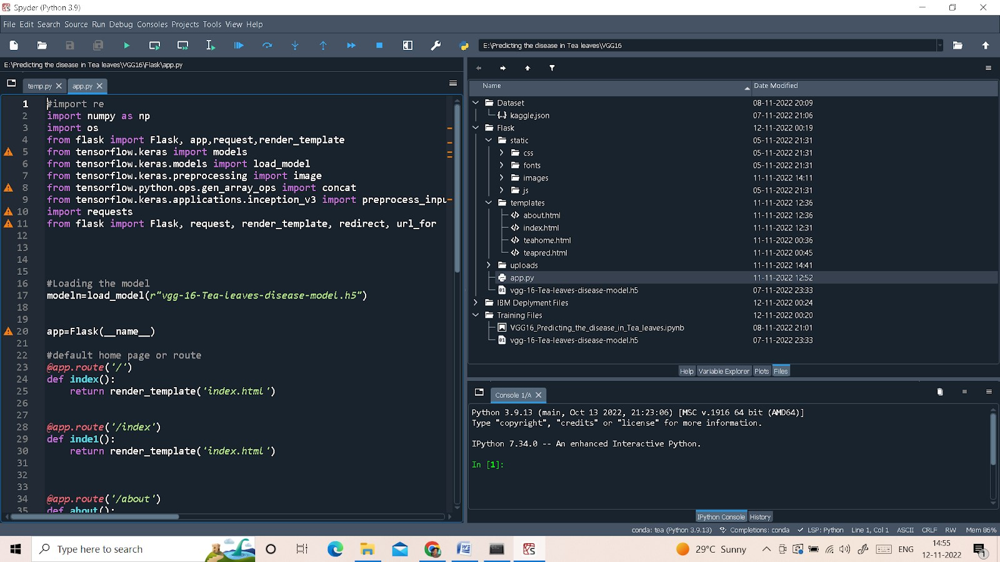 Spyder (Python 3.9)
File Edit Search Source Run Debug Consoles Projects Tools View Help
E:\Predicting the disease in Tea leaves\VGG16
E:\Predicting the disease in Tea leaves\VGG16\Flask\app.py
temp.py
app.py
1 #import re
2 import numpy as np
3 import os
4 from flask import Flask, app,request,render_template
5 from tensorflow.keras import models
6 from tensorflow.keras.models import load_model
7 from tensorflow.keras.preprocessing import image
8 from tensorflow.python.ops.gen_array_ops import concat
9 from tensorflow.keras.applications.inception_v3 import preprocess_inpu
10 import requests
11 from flask import Flask, request, render_template, redirect, url_for
12
13
14
15
16 #Loading the model
17 modeln=load_model(r"vgg-16-Tea-leaves-disease-model.h5")
18
19
20 app=Flask(__name__)
21
22 #default home page or route
23 @app.route('/')
24 def index():
25 return render_template('index.html')
26
27
28 @app.route('/index')
29 def inde1():
30 return render_template('index.html')
31
32
33
34 @app.route('/about')
35 def about():
Name Date Modified
Dataset 08-11-2022 20:09
kaggle.json 07-11-2022 21:06
Flask 12-11-2022 00:19
static 05-11-2022 21:31
css 05-11-2022 21:31
fonts 05-11-2022 21:31
images 11-11-2022 14:11
js 05-11-2022 21:31
templates 11-11-2022 12:36
about.html 11-11-2022 12:36
index.html 11-11-2022 12:31
teahome.html 11-11-2022 00:36
teapred.html 11-11-2022 00:45
uploads 11-11-2022 14:41
app.py 11-11-2022 12:52
vgg-16-Tea-leaves-disease-model.h5 07-11-2022 23:33
IBM Deplyment Files 12-11-2022 00:24
Training Files 12-11-2022 00:20
VGG16_Predicting_the_disease_in_Tea_leaves.ipynb 08-11-2022 21:01
vgg-16-Tea-leaves-disease-model.h5 07-11-2022 23:33
Help Variable Explorer Plots Files
Console 1/A
Python 3.9.13 (main, Oct 13 2022, 21:23:06) [MSC v.1916 64 bit (AMD64)]
Type "copyright", "credits" or "license" for more information.
IPython 7.34.0 -- An enhanced Interactive Python.
In [1]:
IPython Console History
conda: tea (Python 3.9.13) Completions: conda LSP: Python Line 1, Col 1 ASCII CRLF RW Mem 86%
Type here to search
29°C Sunny
ENG
14:55
12-11-2022
1